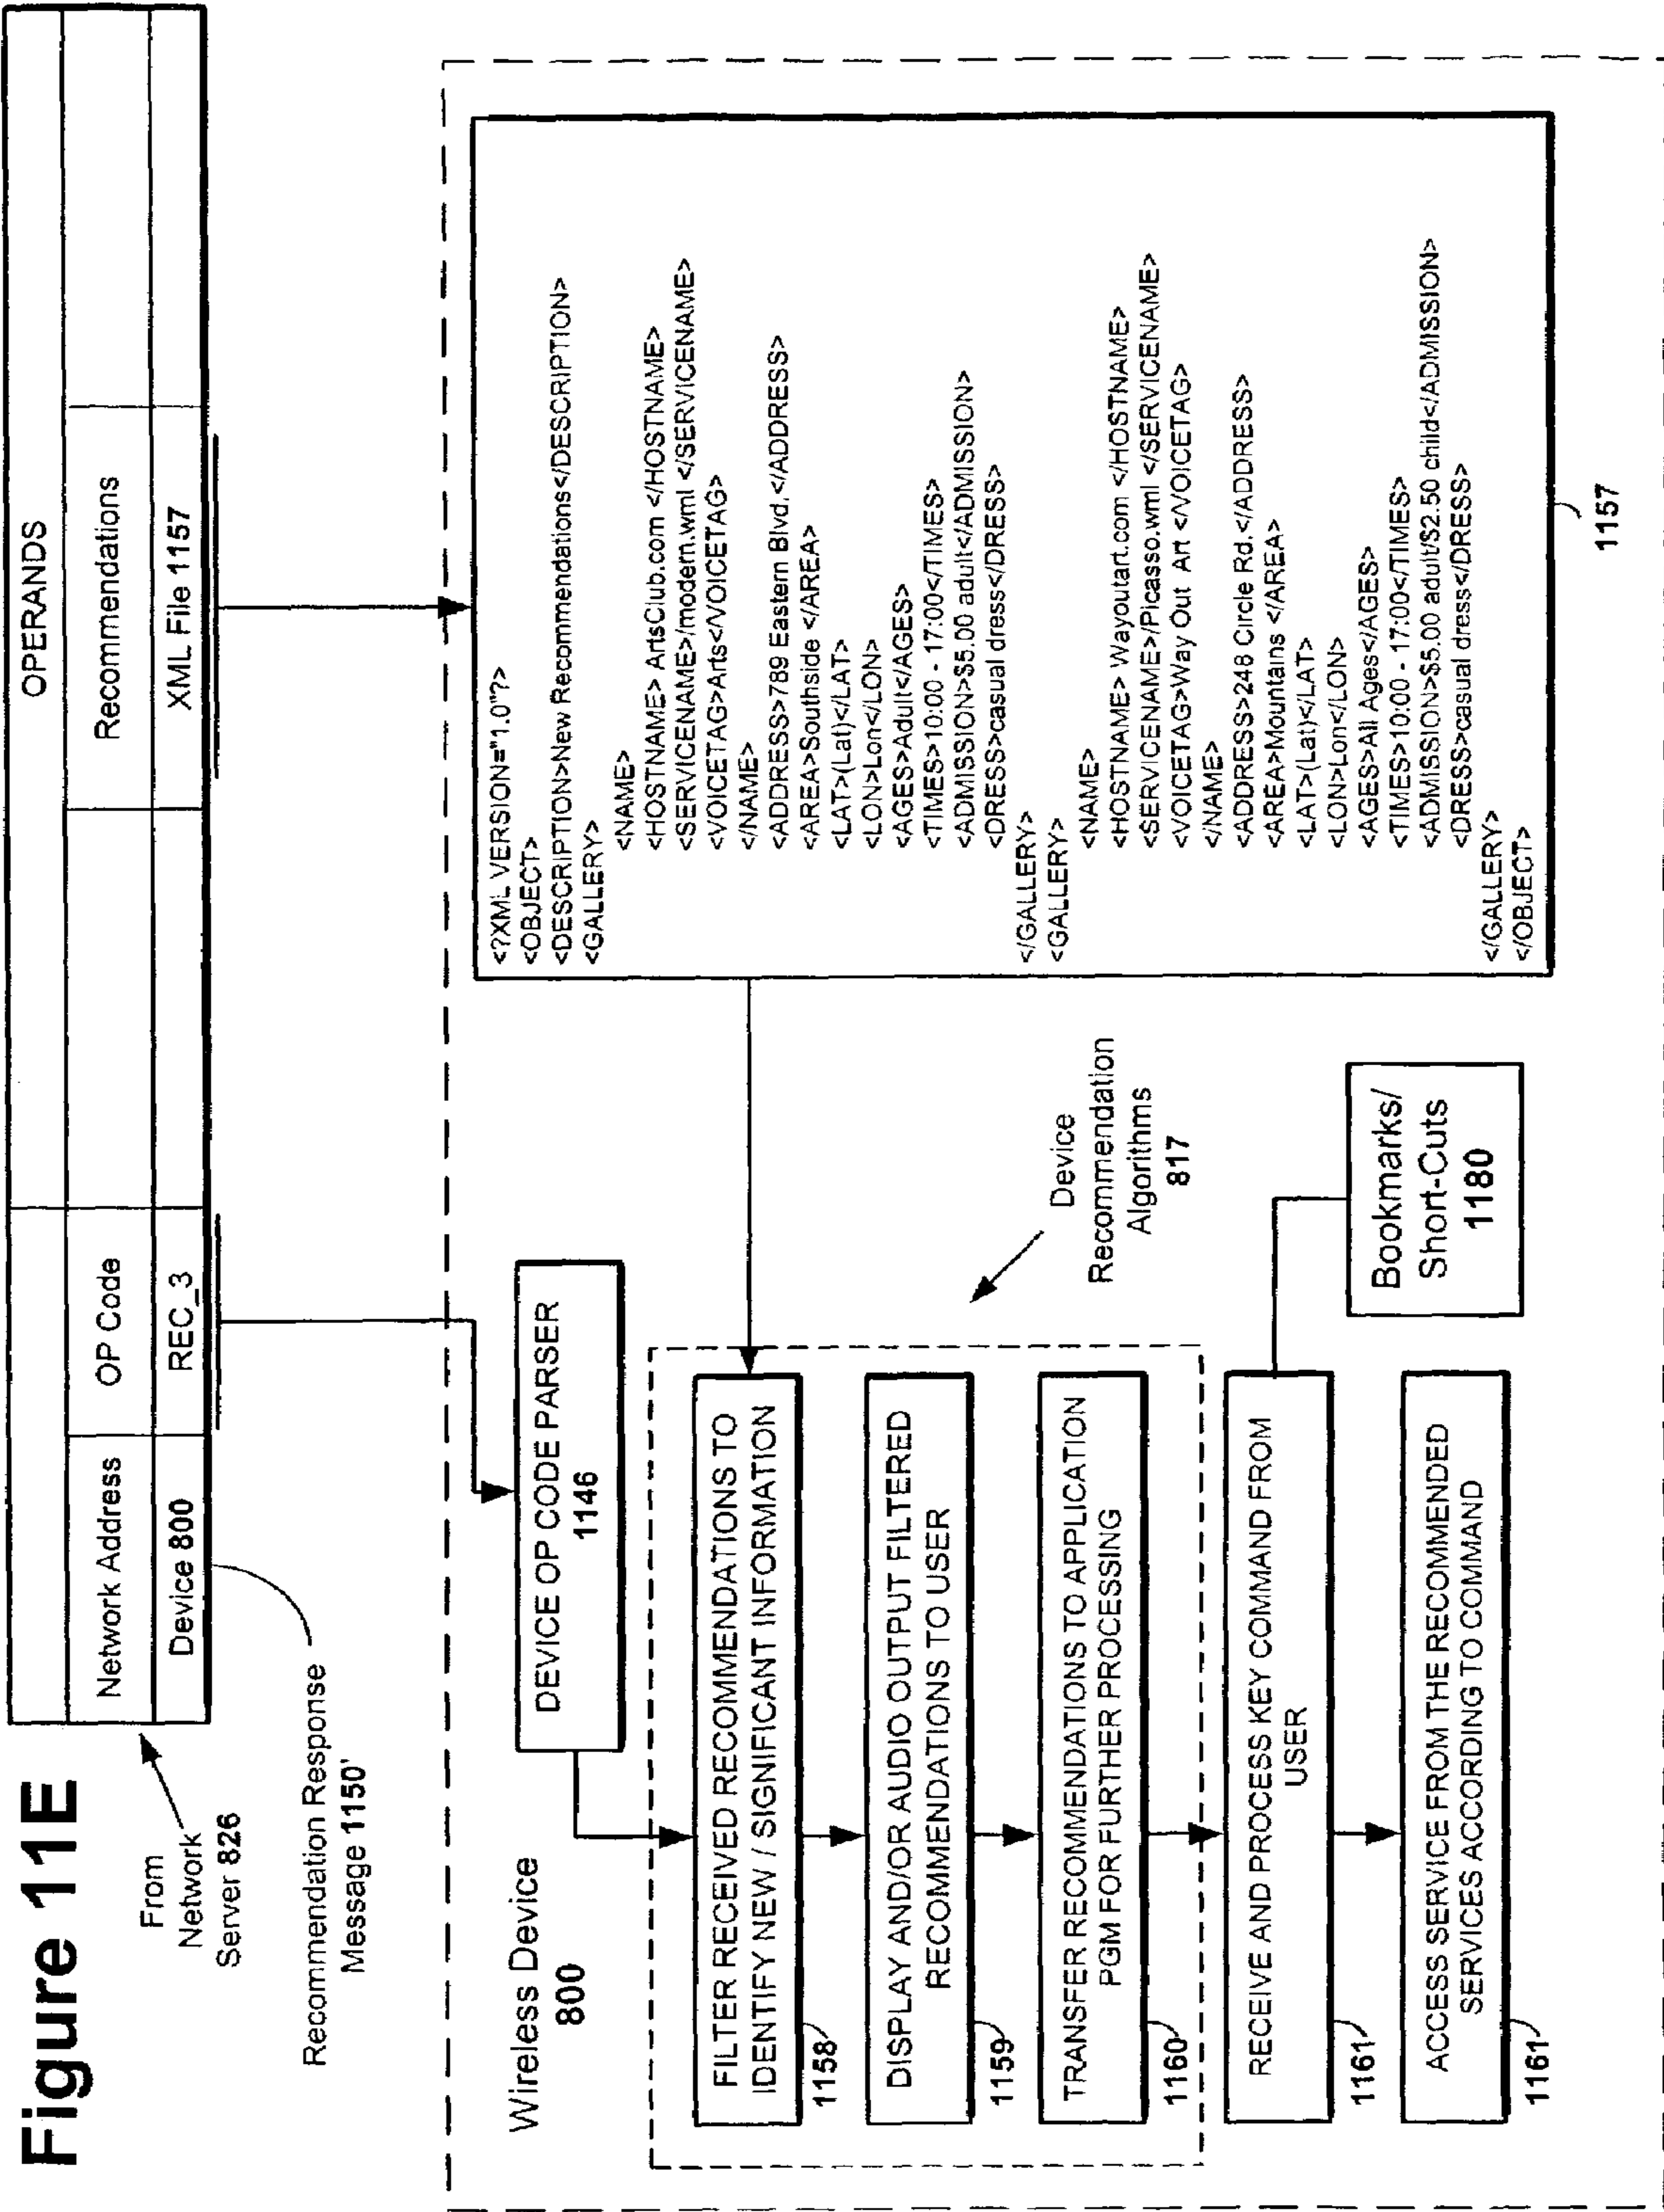 Figure 11E
From
Network
Server 826
OPERANDS
Network Address
OP Code
Recommendations
Device 800
REC_3
XML File 1157
Recommendation Response
Message 1150'
Wireless Device
800
DEVICE OP CODE PARSER
1146
FILTER RECEIVED RECOMMENDATIONS TO
IDENTIFY NEW / SIGNIFICANT INFORMATION
1158
DISPLAY AND/OR AUDIO OUTPUT FILTERED
RECOMMENDATIONS TO USER
1159
TRANSFER RECOMMENDATIONS TO APPLICATION
PGM FOR FURTHER PROCESSING
1160
RECEIVE AND PROCESS KEY COMMAND FROM
USER
1161
ACCESS SERVICE FROM THE RECOMMENDED
SERVICES ACCORDING TO COMMAND
1161
Device
Recommendation
Algorithms
817
Bookmarks/
Short-Cuts
1180
<?XML VERSION="1.0"?>
<OBJECT>
<DESCRIPTION>New Recommendations</DESCRIPTION>
<GALLERY>
<NAME>
<HOSTNAME> ArtsClub.com </HOSTNAME>
<SERVICENAME>/modern.wml </SERVICENAME>
<VOICETAG>Arts</VOICETAG>
</NAME>
<ADDRESS>789 Eastern Blvd.</ADDRESS>
<AREA>Southside </AREA>
<LAT>(Lat)</LAT>
<LON>Lon</LON>
<AGES>Adult</AGES>
<TIMES>10:00 - 17:00</TIMES>
<ADMISSION>$5.00 adult</ADMISSION>
<DRESS>casual dress</DRESS>
</GALLERY>
<GALLERY>
<NAME>
<HOSTNAME> Wayoutart.com </HOSTNAME>
<SERVICENAME>/Picasso.wml </SERVICENAME>
<VOICETAG>Way Out Art </VOICETAG>
</NAME>
<ADDRESS>248 Circle Rd.</ADDRESS>
<AREA>Mountains </AREA>
<LAT>(Lat)</LAT>
<LON>Lon</LON>
<AGES>All Ages</AGES>
<TIMES>10:00 - 17:00</TIMES>
<ADMISSION>$5.00 adult/$2.50 child</ADMISSION>
<DRESS>casual dress</DRESS>
</GALLERY>
</OBJECT>
1157